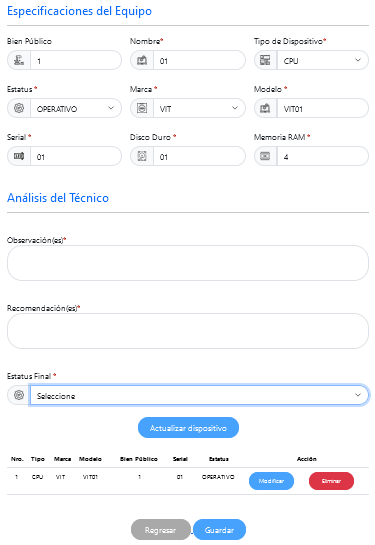 Especificaciones del Equipo
Bien Público Nombre* Tipo de Dispositivo*
1 01 CPU
Estatus * Marca * Modelo *
OPERATIVO VIT VIT01
Serial * Disco Duro * Memoria RAM *
01 01 4
Análisis del Técnico
Observación(es)*
Recomendación(es)*
Estatus Final *
Seleccione
Actualizar dispositivo
Nro. Tipo Marca Modelo Bien Público Serial Estatus Acción
1 CPU VIT VIT01 1 01 OPERATIVO Modificar Eliminar
Regresar Guardar